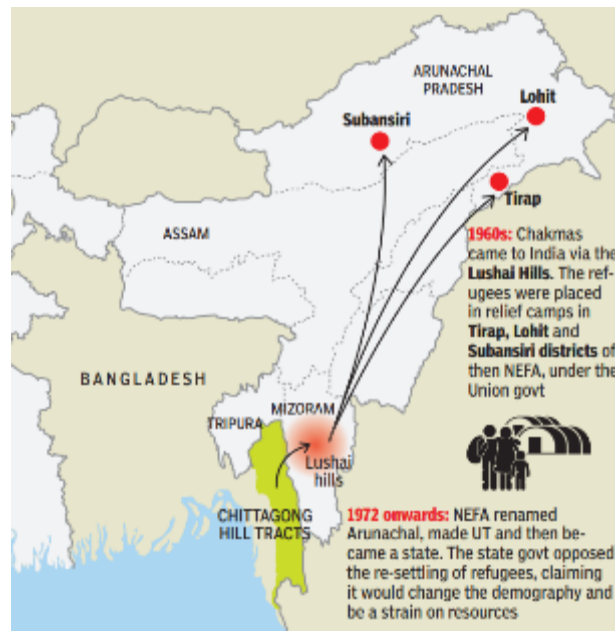 ARUNACHAL
PRADESH
Lohit
Subansiri
Tirap
ASSAM
1960s: Chakmas
came to India via the
Lushai Hills. The ref-
ugees were placed
in relief camps in
Tirap, Lohit and
Subansiri districts of
then NEFA, under the
Union govt
BANGLADESH
MIZORAM
TRIPURA
Lushai
hills
CHITTAGONG
HILL TRACTS
1972 onwards: NEFA renamed
Arunachal, made UT and then be-
came a state. The state govt opposed
the re-settling of refugees, claiming
it would change the demography and
be a strain on resources